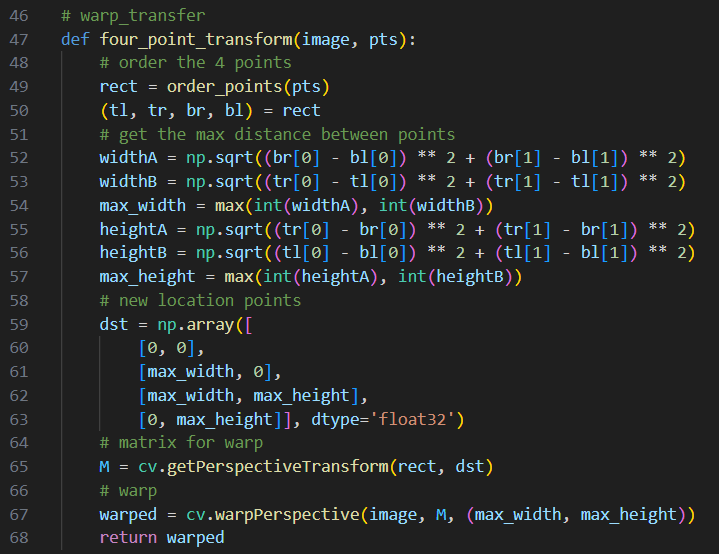 46 # warp_transfer
47 def four_point_transform(image, pts):
48     # order the 4 points
49     rect = order_points(pts)
50     (tl, tr, br, bl) = rect
51     # get the max distance between points
52     widthA = np.sqrt((br[0] - bl[0]) ** 2 + (br[1] - bl[1]) ** 2)
53     widthB = np.sqrt((tr[0] - tl[0]) ** 2 + (tr[1] - tl[1]) ** 2)
54     max_width = max(int(widthA), int(widthB))
55     heightA = np.sqrt((tr[0] - br[0]) ** 2 + (tr[1] - br[1]) ** 2)
56     heightB = np.sqrt((tl[0] - bl[0]) ** 2 + (tl[1] - bl[1]) ** 2)
57     max_height = max(int(heightA), int(heightB))
58     # new location points
59     dst = np.array([
60         [0, 0],
61         [max_width, 0],
62         [max_width, max_height],
63         [0, max_height]], dtype='float32')
64     # matrix for warp
65     M = cv.getPerspectiveTransform(rect, dst)
66     # warp
67     warped = cv.warpPerspective(image, M, (max_width, max_height))
68     return warped